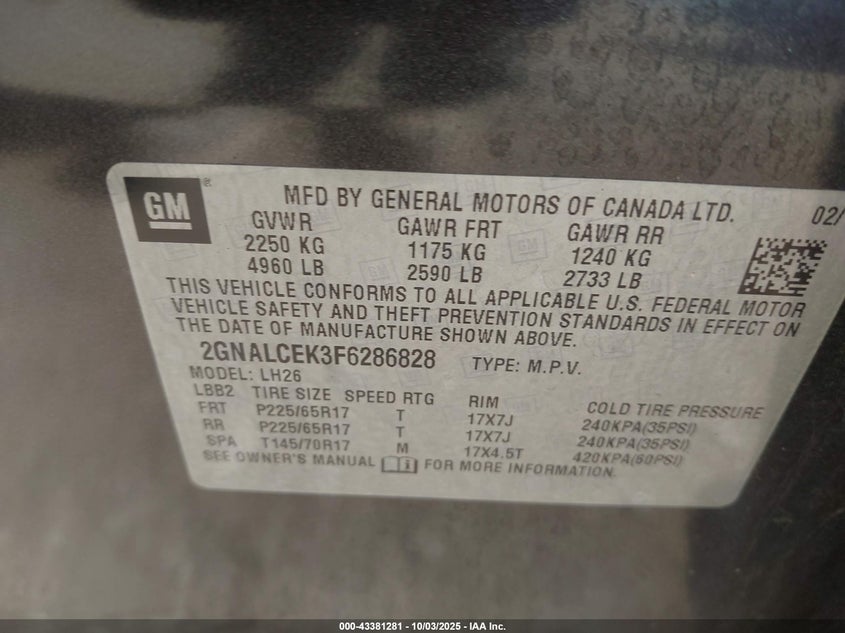 GM ®
MFD BY GENERAL MOTORS OF CANADA LTD. 02/
GVWR GAWR FRT GAWR RR
2250 KG 1175 KG 1240 KG
4960 LB 2590 LB 2733 LB
THIS VEHICLE CONFORMS TO ALL APPLICABLE U.S. FEDERAL MOTOR
VEHICLE SAFETY AND THEFT PREVENTION STANDARDS IN EFFECT ON
THE DATE OF MANUFACTURE SHOWN ABOVE.
2GNALCEK3F6286828 TYPE: M.P.V.
MODEL: LH26
LBB2 TIRE SIZE SPEED RTG RIM COLD TIRE PRESSURE
FRT P225/65R17 T 17X7J 240KPA(35PSI)
RR P225/65R17 T 17X7J 240KPA(35PSI)
SPA T145/70R17 M 17X4.5T 420KPA(60PSI)
SEE OWNER'S MANUAL FOR MORE INFORMATION.
000-43381281 - 10/03/2025 - IAA Inc.